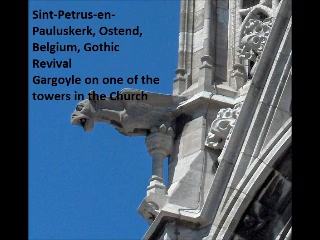 Sint-Petrus-en-
Pauluskerk, Ostend,
Belgium, Gothic
Revival
Gargoyle on one of the
towers in the Church